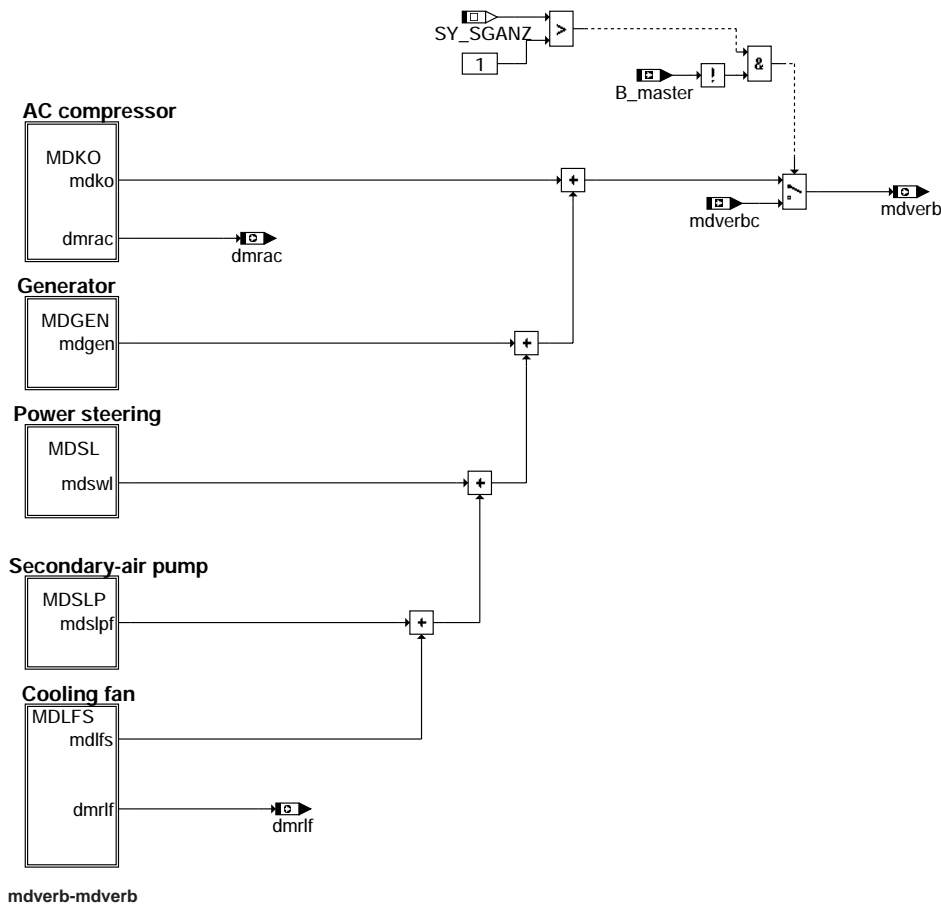 SY_SGANZ
>
1
&
B_master
!
AC compressor
MDKO
mdko
+
mdverb
mdverbc
dmrac
dmrac
Generator
MDGEN
mdgen
+
Power steering
MDSL
mdswl
+
Secondary-air pump
MDSLP
mdslpf
+
Cooling fan
MDLFS
mdlfs
dmrlf
dmrlf
mdverb-mdverb